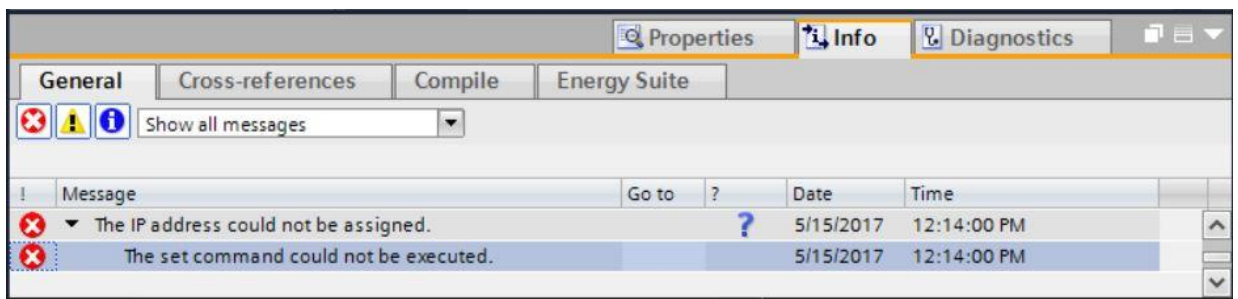 Properties Info Diagnostics
General Cross-references Compile Energy Suite
Show all messages
! Message Go to ? Date Time
The IP address could not be assigned. ? 5/15/2017 12:14:00 PM
The set command could not be executed. 5/15/2017 12:14:00 PM